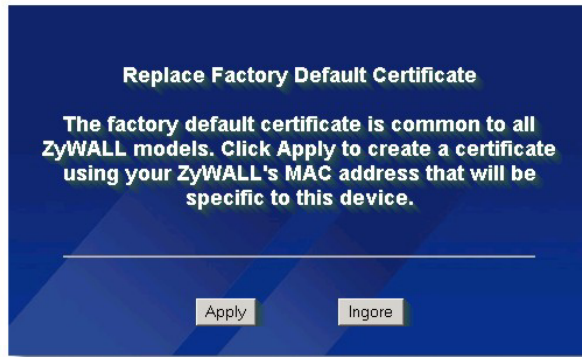 Replace Factory Default Certificate
The factory default certificate is common to all
ZyWALL models. Click Apply to create a certificate
using your ZyWALL's MAC address that will be
specific to this device.
Apply
Ingore